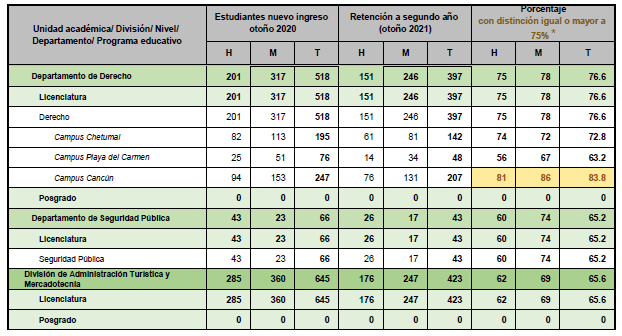 Unidad académica/ División/ Nivel/ Departamento/ Programa educativo
Estudiantes nuevo ingreso otoño 2020
Retención a segundo año (otoño 2021)
Porcentaje con distinción igual o mayor a 75% *
H M T H M T H M T
Departamento de Derecho 201 317 518 151 246 397 75 78 76.6
Licenciatura 201 317 518 151 246 397 75 78 76.6
Derecho 201 317 518 151 246 397 75 78 76.6
Campus Chetumal 82 113 195 61 81 142 74 72 72.8
Campus Playa del Carmen 25 51 76 14 34 48 56 67 63.2
Campus Cancún 94 153 247 76 131 207 81 86 83.8
Posgrado 0 0 0 0 0 0 0 0 0
Departamento de Seguridad Pública 43 23 66 26 17 43 60 74 65.2
Licenciatura 43 23 66 26 17 43 60 74 65.2
Seguridad Pública 43 23 66 26 17 43 60 74 65.2
División de Administración Turística y Mercadotecnia 285 360 645 176 247 423 62 69 65.6
Licenciatura 285 360 645 176 247 423 62 69 65.6
Posgrado 0 0 0 0 0 0 0 0 0